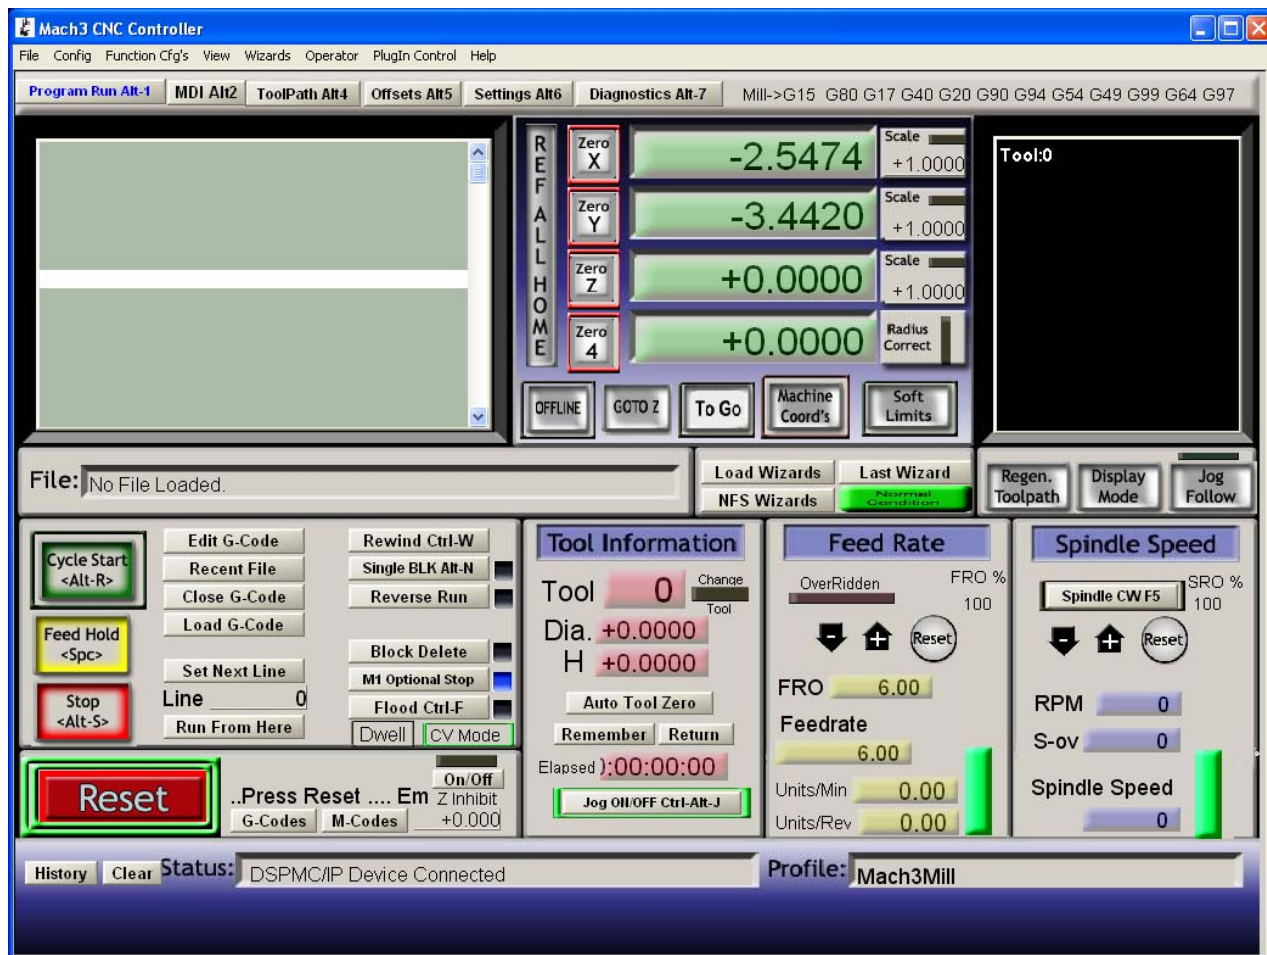 Mach3 CNC Controller
File Config Function Cfg's View Wizards Operator PlugIn Control Help
Program Run Alt-1 MDI Alt2 ToolPath Alt4 Offsets Alt5 Settings Alt6 Diagnostics Alt-7 Mill->G15 G80 G17 G40 G20 G90 G94 G54 G49 G99 G64 G97
REF ALL HOME
Zero X -2.5474 Scale +1.0000
Zero Y -3.4420 Scale +1.0000
Zero Z +0.0000 Scale +1.0000
Zero 4 +0.0000 Radius Correct
OFFLINE GOTO Z To Go Machine Coord's Soft Limits
Tool:0
File: No File Loaded.
Load Wizards Last Wizard
NFS Wizards Normal Condition
Regen. Toolpath Display Mode Jog Follow
Cycle Start <Alt-R>
Feed Hold <Spc>
Stop <Alt-S>
Edit G-Code
Recent File
Close G-Code
Load G-Code
Set Next Line
Line 0
Run From Here
Rewind Ctrl-W
Single BLK Alt-N
Reverse Run
Block Delete
M1 Optional Stop
Flood Ctrl-F
Dwell CV Mode
Reset
..Press Reset .... Em
G-Codes M-Codes
On/Off
Z Inhibit
+0.000
Tool Information
Tool 0 Change Tool
Dia. +0.0000
H +0.0000
Auto Tool Zero
Remember Return
Elapsed ):00:00:00
Jog ON/OFF Ctrl-Alt-J
Feed Rate
OverRidden FRO %
100
Reset
FRO 6.00
Feedrate
6.00
Units/Min 0.00
Units/Rev 0.00
Spindle Speed
Spindle CW F5 SRO %
100
Reset
RPM 0
S-ov 0
Spindle Speed
0
History Clear Status: DSPMC/IP Device Connected
Profile: Mach3Mill